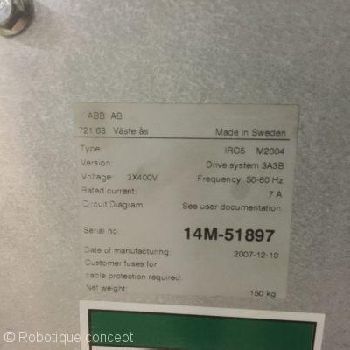 ABB AB
721 63 Västerås Made in Sweden
Type: IRC5 M2004
Version: Drive system 3A3B
Voltage: 3X400V Frequency: 50-60 Hz
Rated current: 7 A
Circuit Diagram: See user documentation
Serial no: 14M-51897
Date of manufacturing: 2007-12-10
Customer fuses for
cable protection required:
Net weight: 150 kg
© Robotique concept